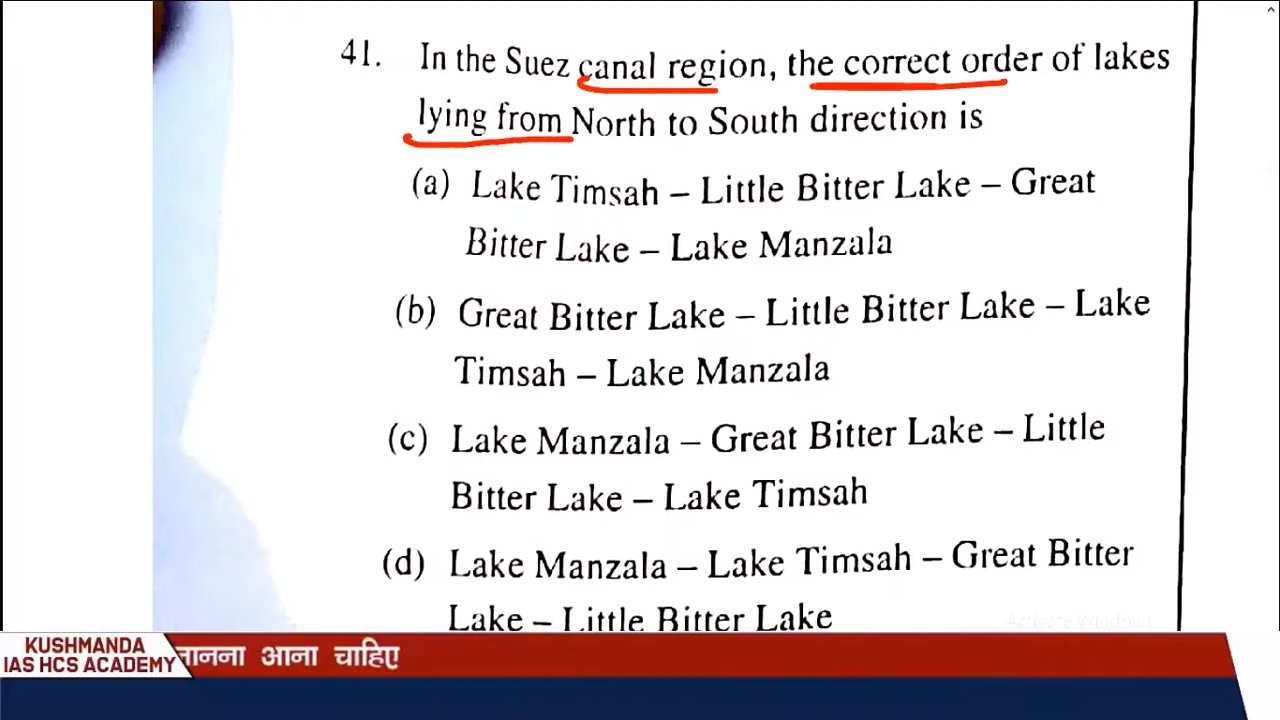 41. In the Suez canal region, the correct order of lakes
lying from North to South direction is
(a) Lake Timsah – Little Bitter Lake – Great
Bitter Lake – Lake Manzala
(b) Great Bitter Lake – Little Bitter Lake – Lake
Timsah – Lake Manzala
(c) Lake Manzala – Great Bitter Lake – Little
Bitter Lake – Lake Timsah
(d) Lake Manzala – Lake Timsah – Great Bitter
Lake – Little Bitter Lake
Activate Windows
KUSHMANDA
IAS HCS ACADEMY
आना चाहिए